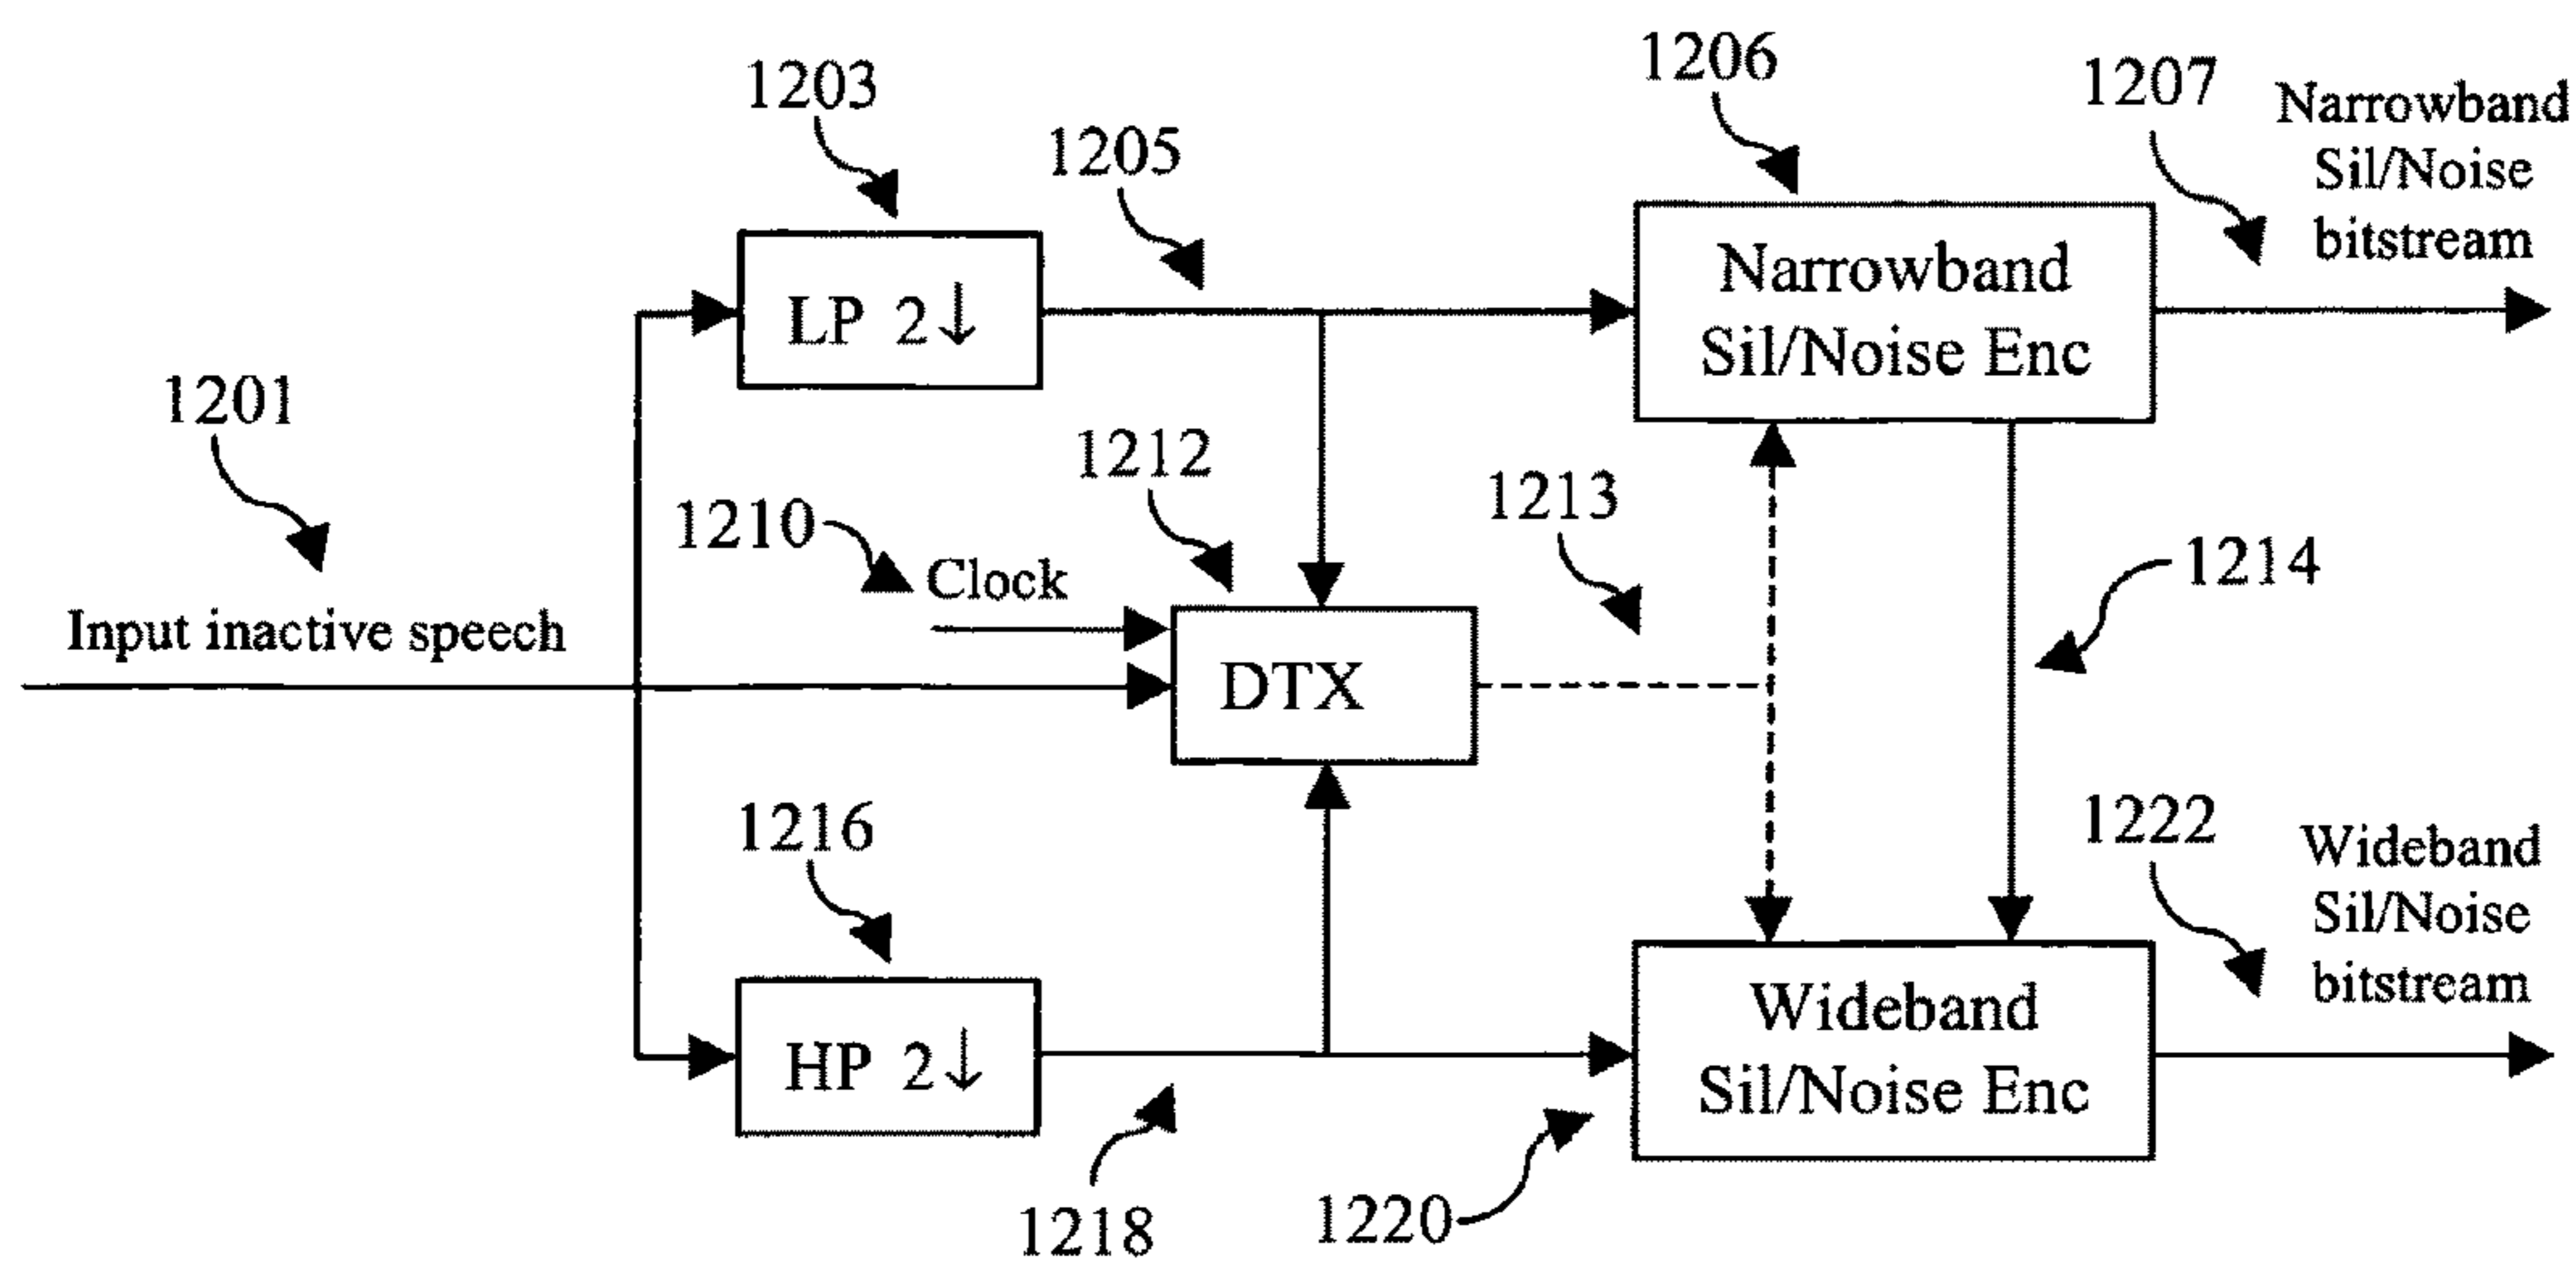 1206
1207
Narrowband
Sil/Noise
bitstream
1203
1205
LP 2↓
Narrowband
Sil/Noise Enc
1201
1212
1210
Clock
1213
1214
Input inactive speech
DTX
1216
1222
Wideband
Sil/Noise
bitstream
HP 2↓
Wideband
Sil/Noise Enc
1218
1220